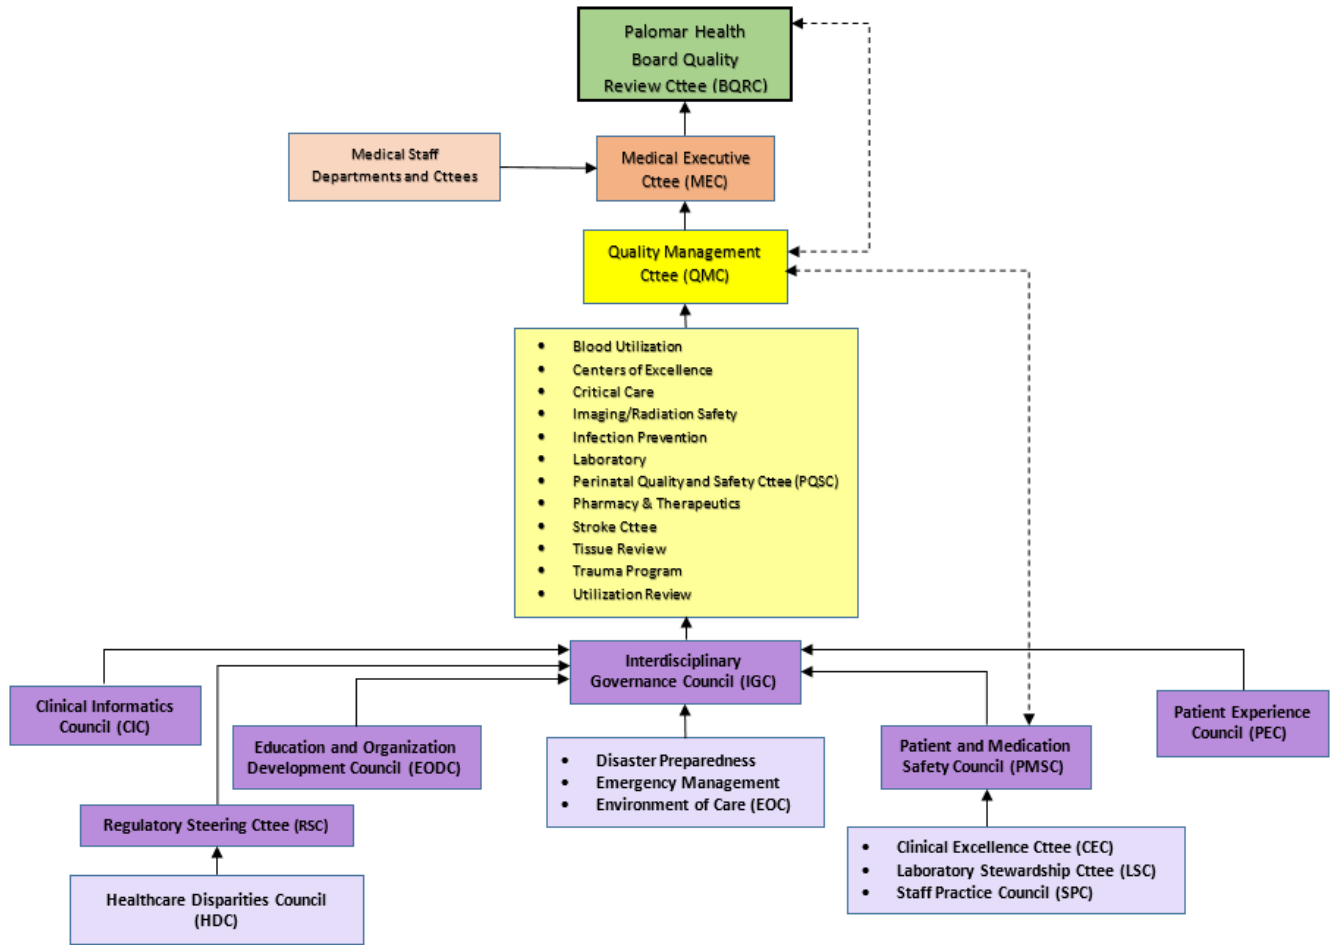 Palomar Health
Board Quality
Review Cttee (BQRC)
Medical Staff
Departments and Cttees
Medical Executive
Cttee (MEC)
Quality Management
Cttee (QMC)
• Blood Utilization
• Centers of Excellence
• Critical Care
• Imaging/Radiation Safety
• Infection Prevention
• Laboratory
• Perinatal Quality and Safety Cttee (PQSC)
• Pharmacy & Therapeutics
• Stroke Cttee
• Tissue Review
• Trauma Program
• Utilization Review
Interdisciplinary
Governance Council (IGC)
Clinical Informatics
Council (CIC)
Education and Organization
Development Council (EODC)
• Disaster Preparedness
• Emergency Management
• Environment of Care (EOC)
Patient and Medication
Safety Council (PMSC)
Patient Experience
Council (PEC)
Regulatory Steering Cttee (RSC)
• Clinical Excellence Cttee (CEC)
• Laboratory Stewardship Cttee (LSC)
• Staff Practice Council (SPC)
Healthcare Disparities Council
(HDC)